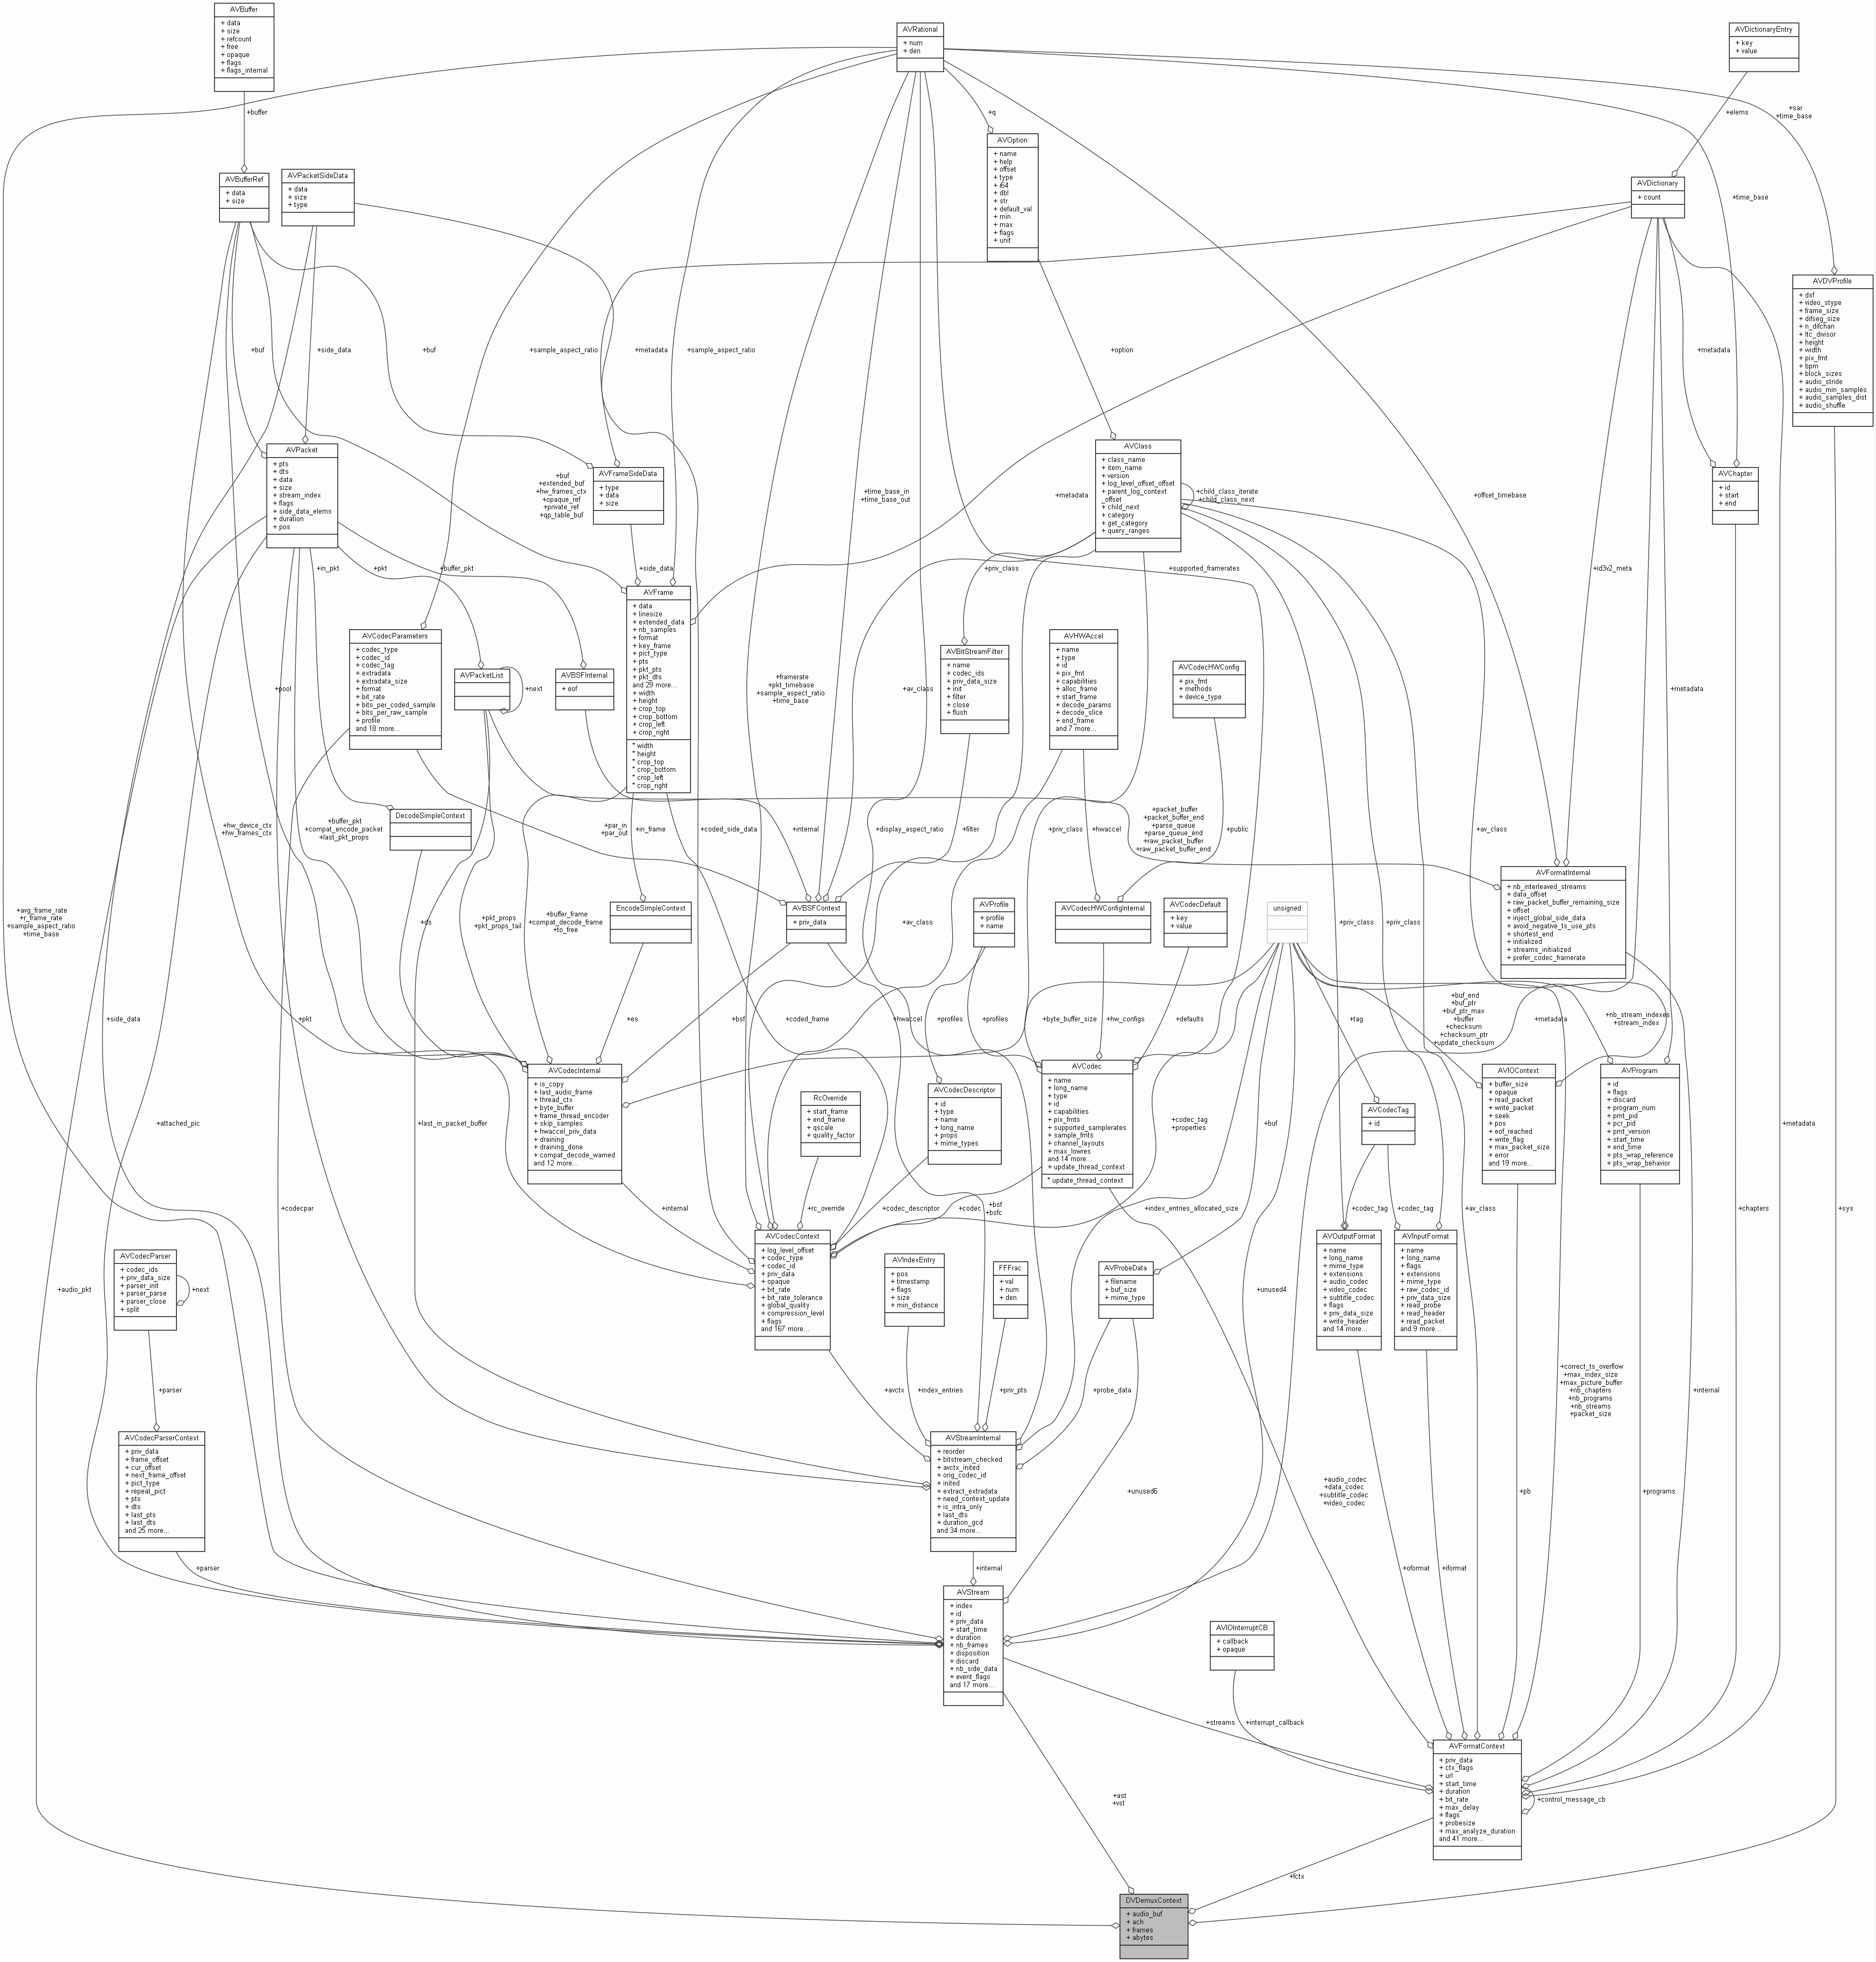 AVBuffer
+ data
+ size
+ refcount
+ free
+ opaque
+ flags
+ flags_internal
AVRational
+ num
+ den
AVDictionaryEntry
+ key
+ value
+buffer
+q
+elems
+sar
+time_base
AVOption
+ name
+ help
+ offset
+ type
+ i64
+ dbl
+ str
+ default_val
+ min
+ max
+ flags
+ unit
AVBufferRef
+ data
+ size
AVPacketSideData
+ data
+ size
+ type
AVDictionary
+ count
+time_base
AVDVProfile
+ dsf
+ video_stype
+ frame_size
+ difseg_size
+ n_difchan
+ ltc_divisor
+ height
+ width
+ pix_fmt
+ bpm
+ block_sizes
+ audio_stride
+ audio_min_samples
+ audio_samples_dist
+ audio_shuffle
+buf
+side_data
+buf
+sample_aspect_ratio
+metadata
+sample_aspect_ratio
+option
+metadata
AVPacket
+ pts
+ dts
+ data
+ size
+ stream_index
+ flags
+ side_data_elems
+ duration
+ pos
+buf
+extended_buf
+hw_frames_ctx
+opaque_ref
+private_ref
+qp_table_buf
AVFrameSideData
+ type
+ data
+ size
+time_base_in
+time_base_out
+metadata
AVClass
+ class_name
+ item_name
+ version
+ log_level_offset_offset
+ parent_log_context
_offset
+ child_next
+ category
+ get_category
+ query_ranges
+child_class_iterate
+child_class_next
+offset_timebase
AVChapter
+ id
+ start
+ end
+in_pkt
+pkt
+buffer_pkt
+side_data
+priv_class
+supported_framerates
+id3v2_meta
AVFrame
+ data
+ linesize
+ extended_data
+ nb_samples
+ format
+ key_frame
+ pict_type
+ pts
+ pkt_pts
+ pkt_dts
and 29 more...
+ width
+ height
+ crop_top
+ crop_bottom
+ crop_left
+ crop_right
* width
* height
* crop_top
* crop_bottom
* crop_left
* crop_right
AVCodecParameters
+ codec_type
+ codec_id
+ codec_tag
+ extradata
+ extradata_size
+ format
+ bit_rate
+ bits_per_coded_sample
+ bits_per_raw_sample
+ profile
and 18 more...
AVPacketList
+next
AVBSFInternal
+ eof
+pool
+framerate
+pkt_timebase
+sample_aspect_ratio
+time_base
+av_class
AVBitStreamFilter
+ name
+ codec_ids
+ priv_data_size
+ init
+ filter
+ close
+ flush
AVHWAccel
+ name
+ type
+ id
+ pix_fmt
+ capabilities
+ alloc_frame
+ start_frame
+ decode_params
+ decode_slice
+ end_frame
and 7 more...
AVCodecHWConfig
+ pix_fmt
+ methods
+ device_type
+metadata
DecodeSimpleContext
+hw_device_ctx
+hw_frames_ctx
+buffer_pkt
+compat_encode_packet
+last_pkt_props
+par_in
+par_out
+in_frame
+coded_side_data
+internal
+display_aspect_ratio
+filter
+priv_class
+hwaccel
+packet_buffer
+packet_buffer_end
+parse_queue
+parse_queue_end
+raw_packet_buffer
+raw_packet_buffer_end
+public
+av_class
AVFormatInternal
+ nb_interleaved_streams
+ data_offset
+ raw_packet_buffer_remaining_size
+ offset
+ inject_global_side_data
+ avoid_negative_ts_use_pts
+ shortest_end
+ initialized
+ streams_initialized
+ prefer_codec_framerate
+avg_frame_rate
+r_frame_rate
+sample_aspect_ratio
+time_base
+ds
+pkt_props
+pkt_props_tail
+buffer_frame
+compat_decode_frame
+to_free
EncodeSimpleContext
AVBSFContext
+ priv_data
+av_class
AVProfile
+ profile
+ name
AVCodecHWConfigInternal
AVCodecDefault
+ key
+ value
unsigned
+priv_class
+priv_class
+side_data
+pkt
+es
+bsf
+coded_frame
+hwaccel
+profiles
+profiles
+byte_buffer_size
+hw_configs
+defaults
+tag
+buf_end
+buf_ptr
+buf_ptr_max
+buffer
+checksum
+checksum_ptr
+update_checksum
+metadata
+nb_stream_indexes
+stream_index
AVCodecInternal
+ is_copy
+ last_audio_frame
+ thread_ctx
+ byte_buffer
+ frame_thread_encoder
+ skip_samples
+ hwaccel_priv_data
+ draining
+ draining_done
+ compat_decode_warned
and 12 more...
RcOverride
+ start_frame
+ end_frame
+ qscale
+ quality_factor
AVCodecDescriptor
+ id
+ type
+ name
+ long_name
+ props
+ mime_types
AVCodec
+ name
+ long_name
+ type
+ id
+ capabilities
+ pix_fmts
+ supported_samplerates
+ sample_fmts
+ channel_layouts
+ max_lowres
and 14 more...
+ update_thread_context
* update_thread_context
+codec_tag
+properties
+buf
AVCodecTag
+ id
AVIOContext
+ buffer_size
+ opaque
+ read_packet
+ write_packet
+ seek
+ pos
+ eof_reached
+ write_flag
+ max_packet_size
+ error
and 19 more...
AVProgram
+ id
+ flags
+ discard
+ program_num
+ pmt_pid
+ pcr_pid
+ pmt_version
+ start_time
+ end_time
+ pts_wrap_reference
+ pts_wrap_behavior
+metadata
+attached_pic
+last_in_packet_buffer
+codecpar
+internal
+rc_override
+codec_descriptor
+codec
+bsf
+bsfc
+index_entries_allocated_size
+codec_tag
+codec_tag
+av_class
+chapters
+sys
AVCodecParser
+ codec_ids
+ priv_data_size
+ parser_init
+ parser_parse
+ parser_close
+ split
+next
+audio_pkt
AVCodecContext
+ log_level_offset
+ codec_type
+ codec_id
+ priv_data
+ opaque
+ bit_rate
+ bit_rate_tolerance
+ global_quality
+ compression_level
+ flags
and 167 more...
AVIndexEntry
+ pos
+ timestamp
+ flags
+ size
+ min_distance
FFFrac
+ val
+ num
+ den
AVProbeData
+ filename
+ buf_size
+ mime_type
+unused4
AVOutputFormat
+ name
+ long_name
+ mime_type
+ extensions
+ audio_codec
+ video_codec
+ subtitle_codec
+ flags
+ priv_data_size
+ write_header
and 14 more...
AVInputFormat
+ name
+ long_name
+ flags
+ extensions
+ mime_type
+ raw_codec_id
+ priv_data_size
+ read_probe
+ read_header
+ read_packet
and 9 more...
+parser
+avctx
+index_entries
+priv_pts
+probe_data
+correct_ts_overflow
+max_index_size
+max_picture_buffer
+nb_chapters
+nb_programs
+nb_streams
+packet_size
+internal
AVCodecParserContext
+ priv_data
+ frame_offset
+ cur_offset
+ next_frame_offset
+ pict_type
+ repeat_pict
+ pts
+ dts
+ last_pts
+ last_dts
and 25 more...
AVStreamInternal
+ reorder
+ bitstream_checked
+ avctx_inited
+ orig_codec_id
+ inited
+ extract_extradata
+ need_context_update
+ is_intra_only
+ last_dts
+ duration_gcd
and 34 more...
+unused6
+audio_codec
+data_codec
+subtitle_codec
+video_codec
+pb
+programs
+parser
+internal
+oformat
+iformat
AVStream
+ index
+ id
+ priv_data
+ start_time
+ duration
+ nb_frames
+ disposition
+ discard
+ nb_side_data
+ event_flags
and 17 more...
AVIOInterruptCB
+ callback
+ opaque
+streams
+interrupt_callback
AVFormatContext
+ priv_data
+ ctx_flags
+ url
+ start_time
+ duration
+ bit_rate
+ max_delay
+ flags
+ probesize
+ max_analyze_duration
and 41 more...
+control_message_cb
+ast
+vst
+fctx
DVDemuxContext
+ audio_buf
+ ach
+ frames
+ abytes